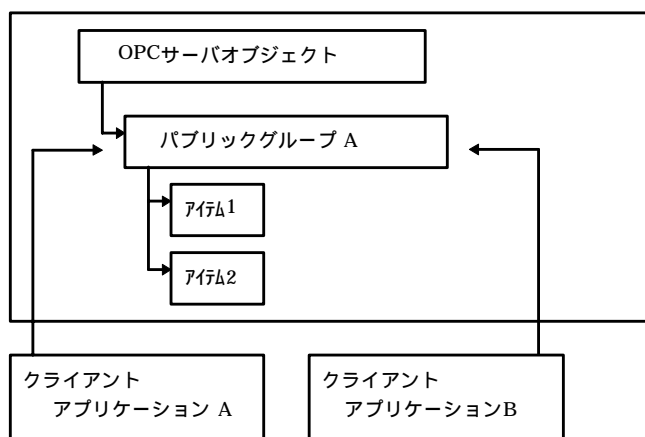 OPCサーバオブジェクト
パブリックグループ A
ｱｲﾃﾑ1
ｱｲﾃﾑ2
クライアント
アプリケーション A
クライアント
アプリケーションB